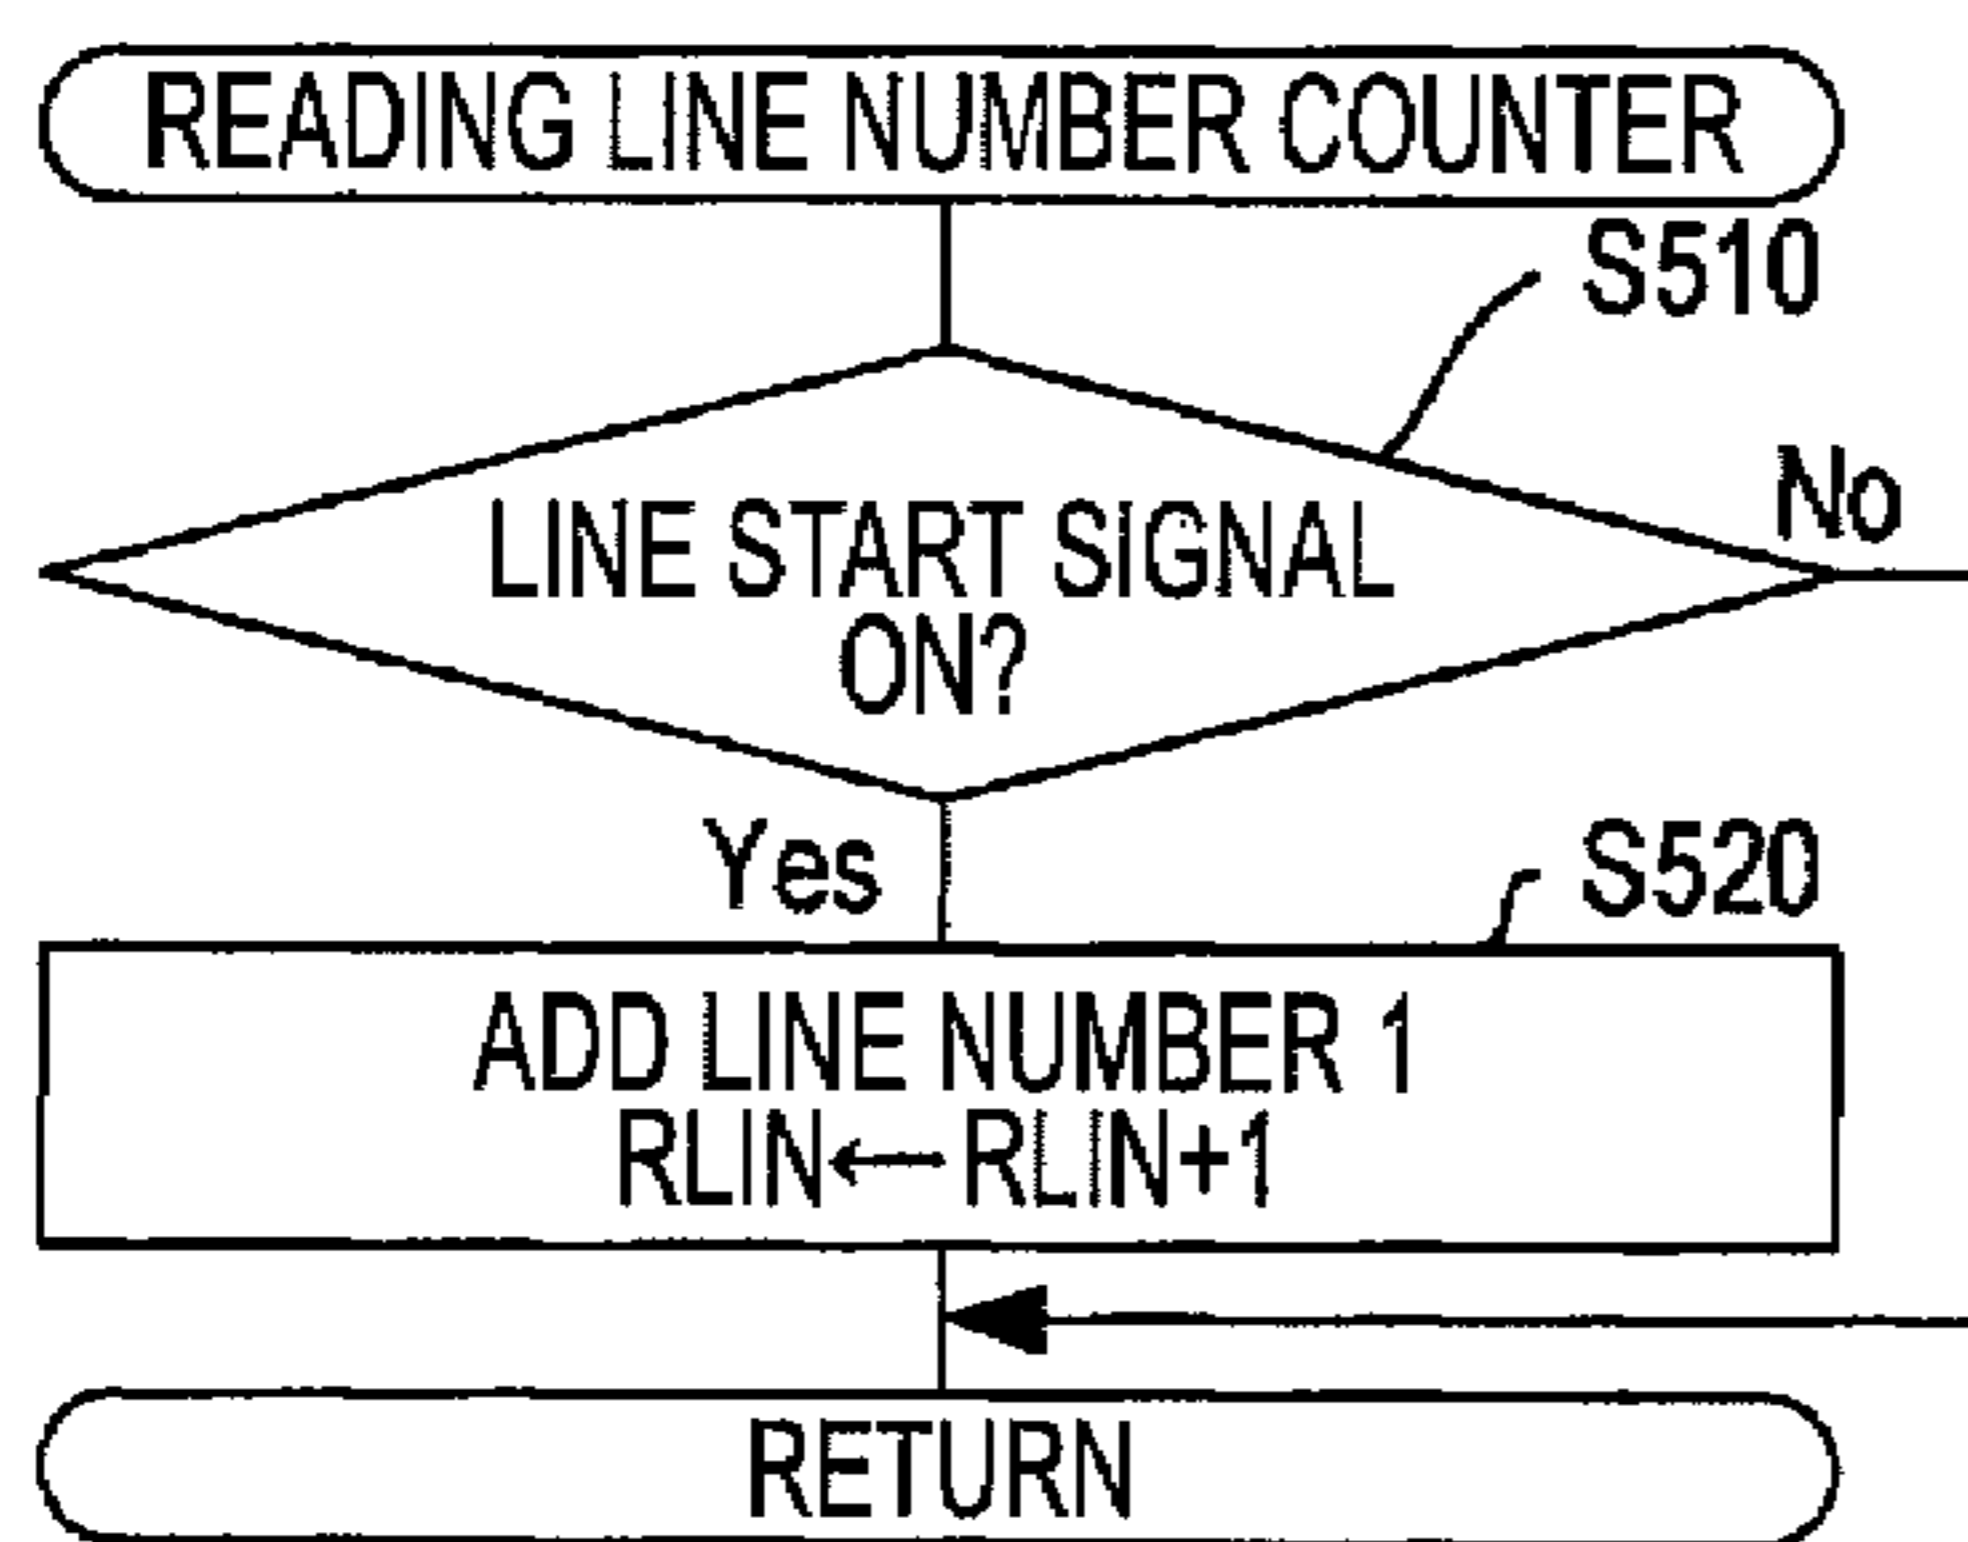 READING LINE NUMBER COUNTER
S510
No
LINE START SIGNAL
ON?
Yes
S520
ADD LINE NUMBER 1
RLIN←RLIN+1
RETURN